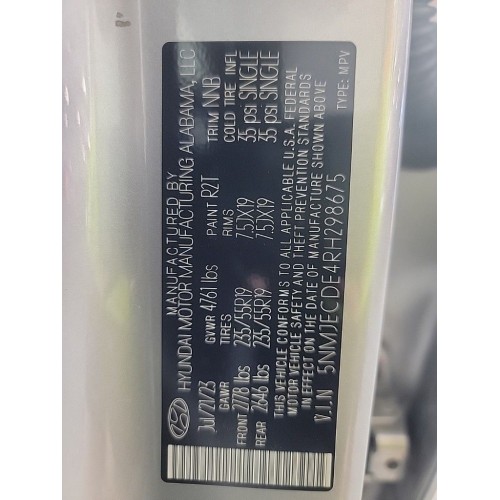 MANUFACTURED BY
HYUNDAI MOTOR MANUFACTURING ALABAMA, LLC
Jul/21/23 GVWR 4761 lbs PAINT R2T TRIM NNB
GAWR TIRES RIMS COLD TIRE INFL
FRONT 2778 lbs 235/55R19 7.5JX19 35 psi SINGLE
REAR 2646 lbs 235/55R19 7.5JX19 35 psi SINGLE
THIS VEHICLE CONFORMS TO ALL APPLICABLE U.S.A. FEDERAL
MOTOR VEHICLE SAFETY AND THEFT PREVENTION STANDARDS
IN EFFECT ON THE DATE OF MANUFACTURE SHOWN ABOVE
V.I.N 5NMJECDE4RH298675
TYPE: MPV